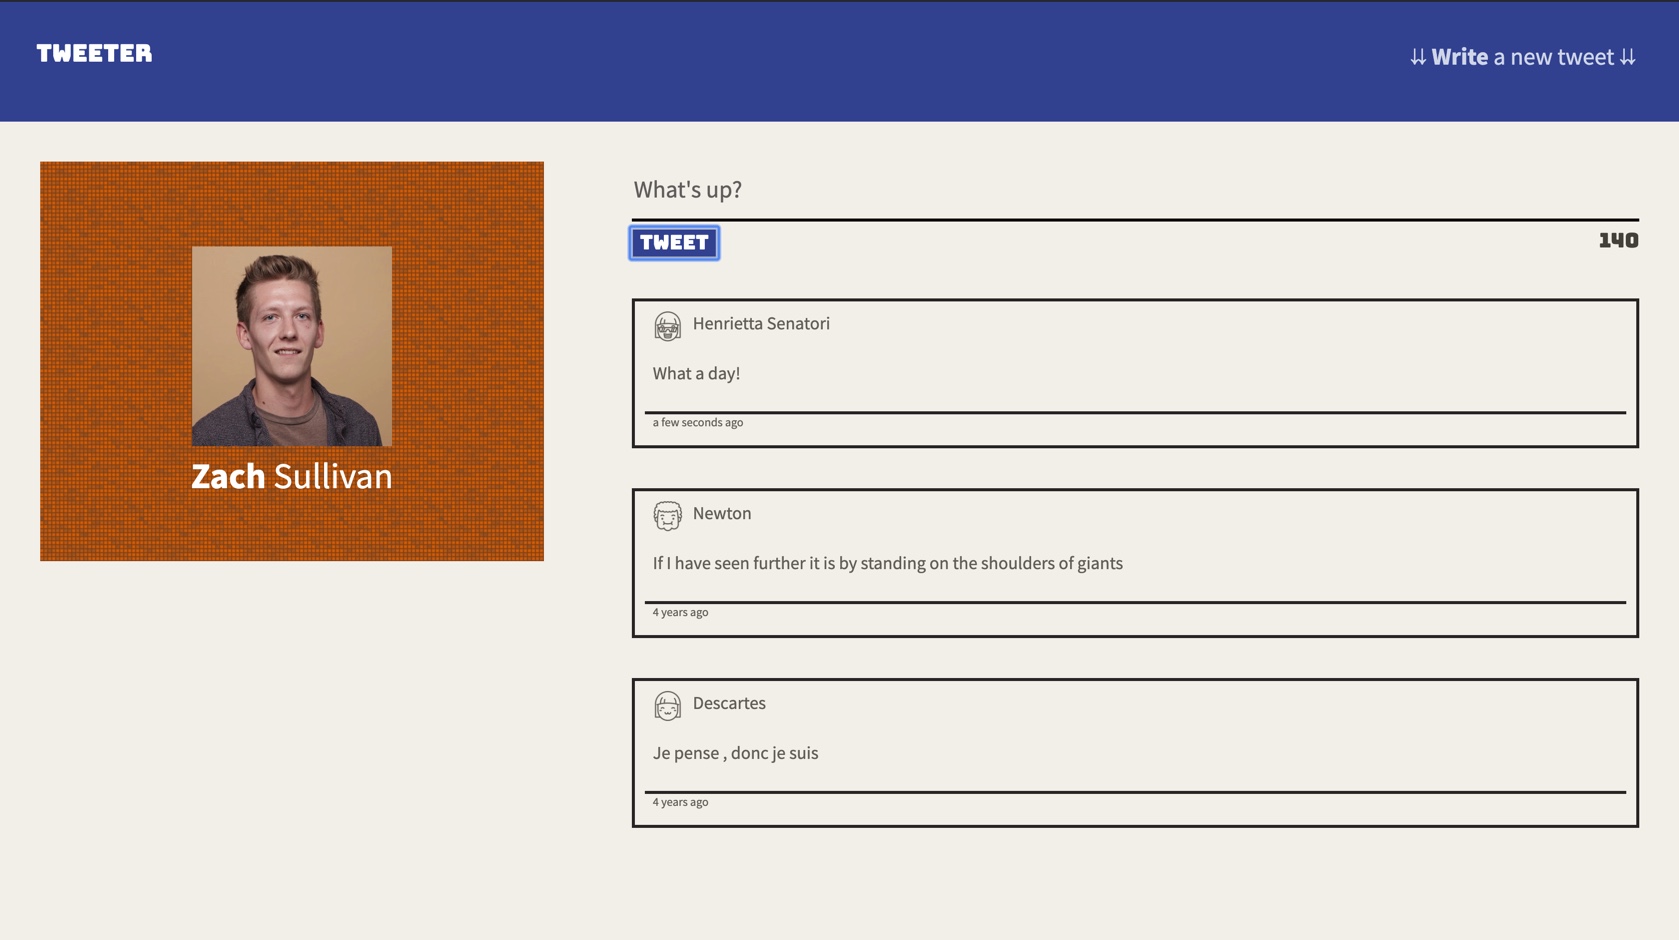 TWEETER
⇊ Write a new tweet ⇊
Zach Sullivan
What's up?
TWEET
140
Henrietta Senatori
What a day!
a few seconds ago
Newton
If I have seen further it is by standing on the shoulders of giants
4 years ago
Descartes
Je pense , donc je suis
4 years ago